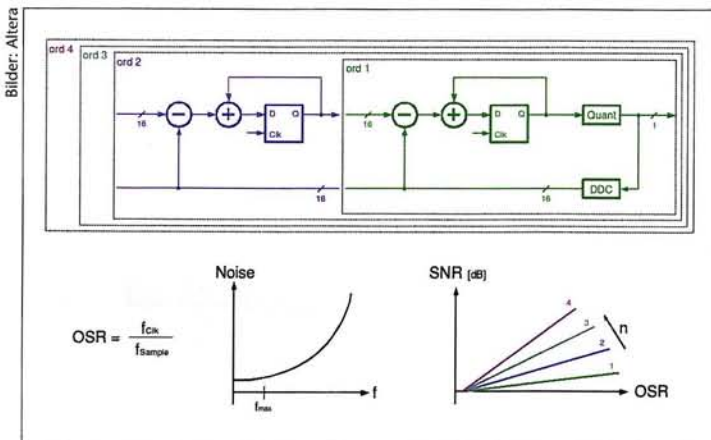 Bilder: Altera
ord 4
ord 3
ord 2
ord 1
16
D Q
Clk
16
16
D Q
Clk
Quant
1
16
DDC
Noise
f
fmax
OSR = fClk / fSample
SNR [dB]
4
3
2
1
n
OSR